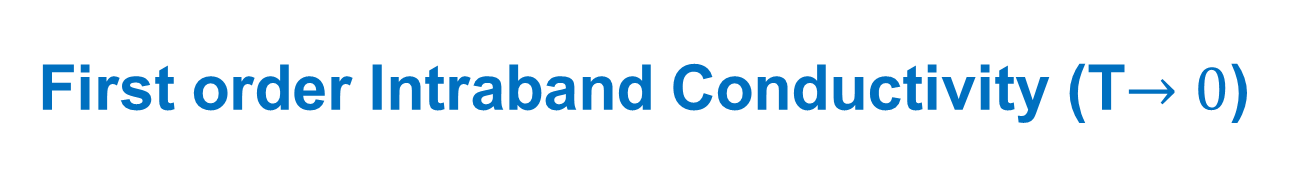 First order Intraband Conductivity (T→ 0)